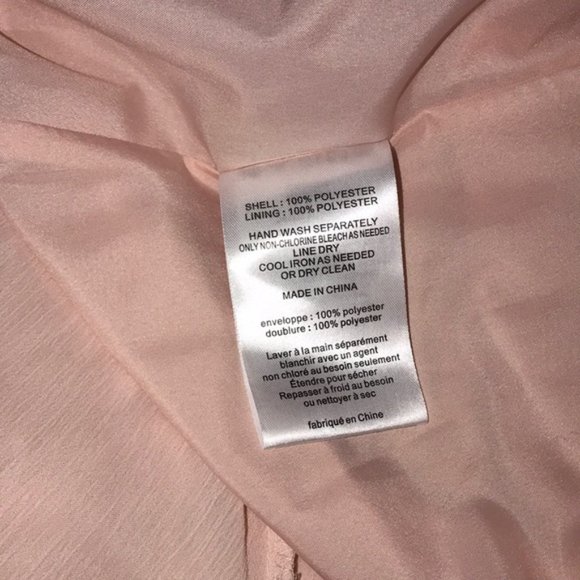 SHELL : 100% POLYESTER
LINING : 100% POLYESTER
HAND WASH SEPARATELY
ONLY NON-CHLORINE BLEACH AS NEEDED
LINE DRY
COOL IRON AS NEEDED
OR DRY CLEAN
MADE IN CHINA
enveloppe : 100% polyester
doublure : 100% polyester
Laver à la main séparément
blanchir avec un agent
non chloré au besoin seulement
Étendre pour sécher
Repasser à froid au besoin
ou nettoyer à sec
fabriqué en Chine